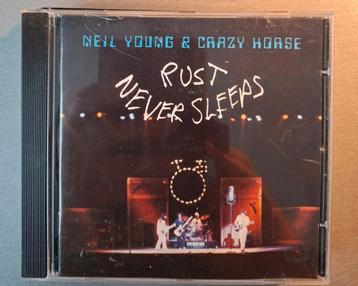 NEIL YOUNG & CRAZY HORSE
RUST
NEVER SLEEPS